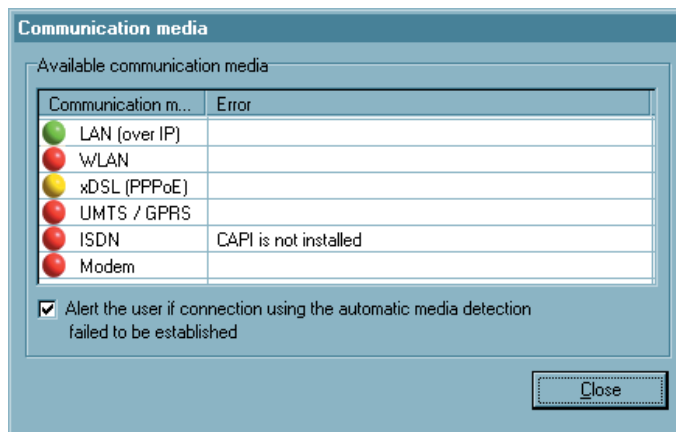 Communication media
Available communication media
Communication m... Error
LAN (over IP)
WLAN
xDSL (PPPoE)
UMTS / GPRS
ISDN CAPI is not installed
Modem
Alert the user if connection using the automatic media detection
failed to be established
Close